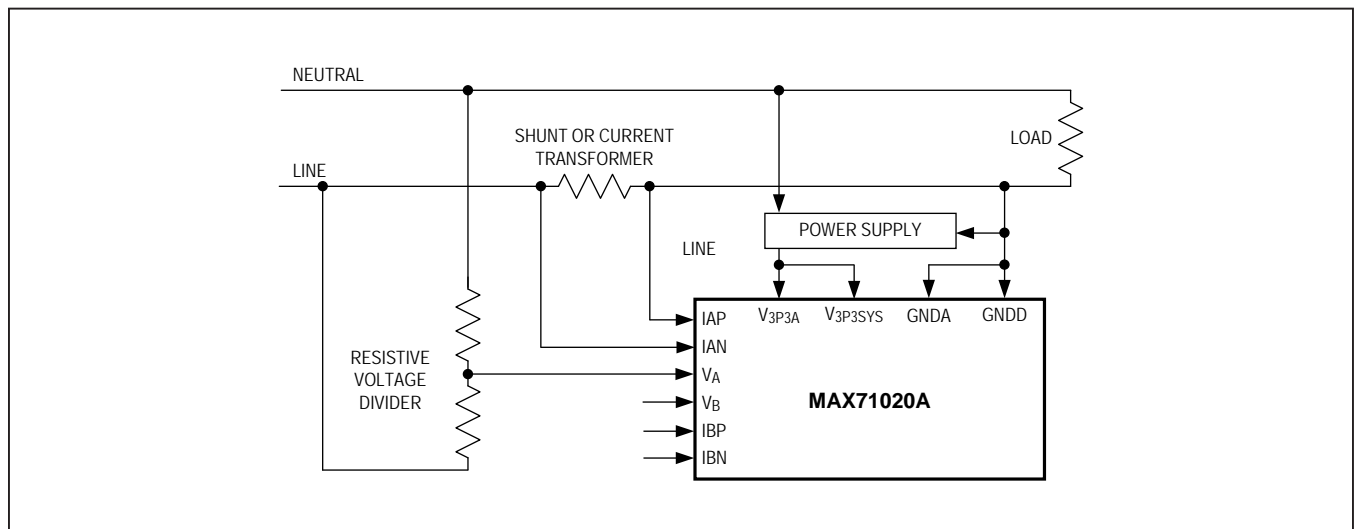 NEUTRAL
SHUNT OR CURRENT
TRANSFORMER
LOAD
LINE
POWER SUPPLY
LINE
V3P3A
V3P3SYS
GNDA
GNDD
IAP
IAN
VA
VB
IBP
IBN
RESISTIVE
VOLTAGE
DIVIDER
MAX71020A